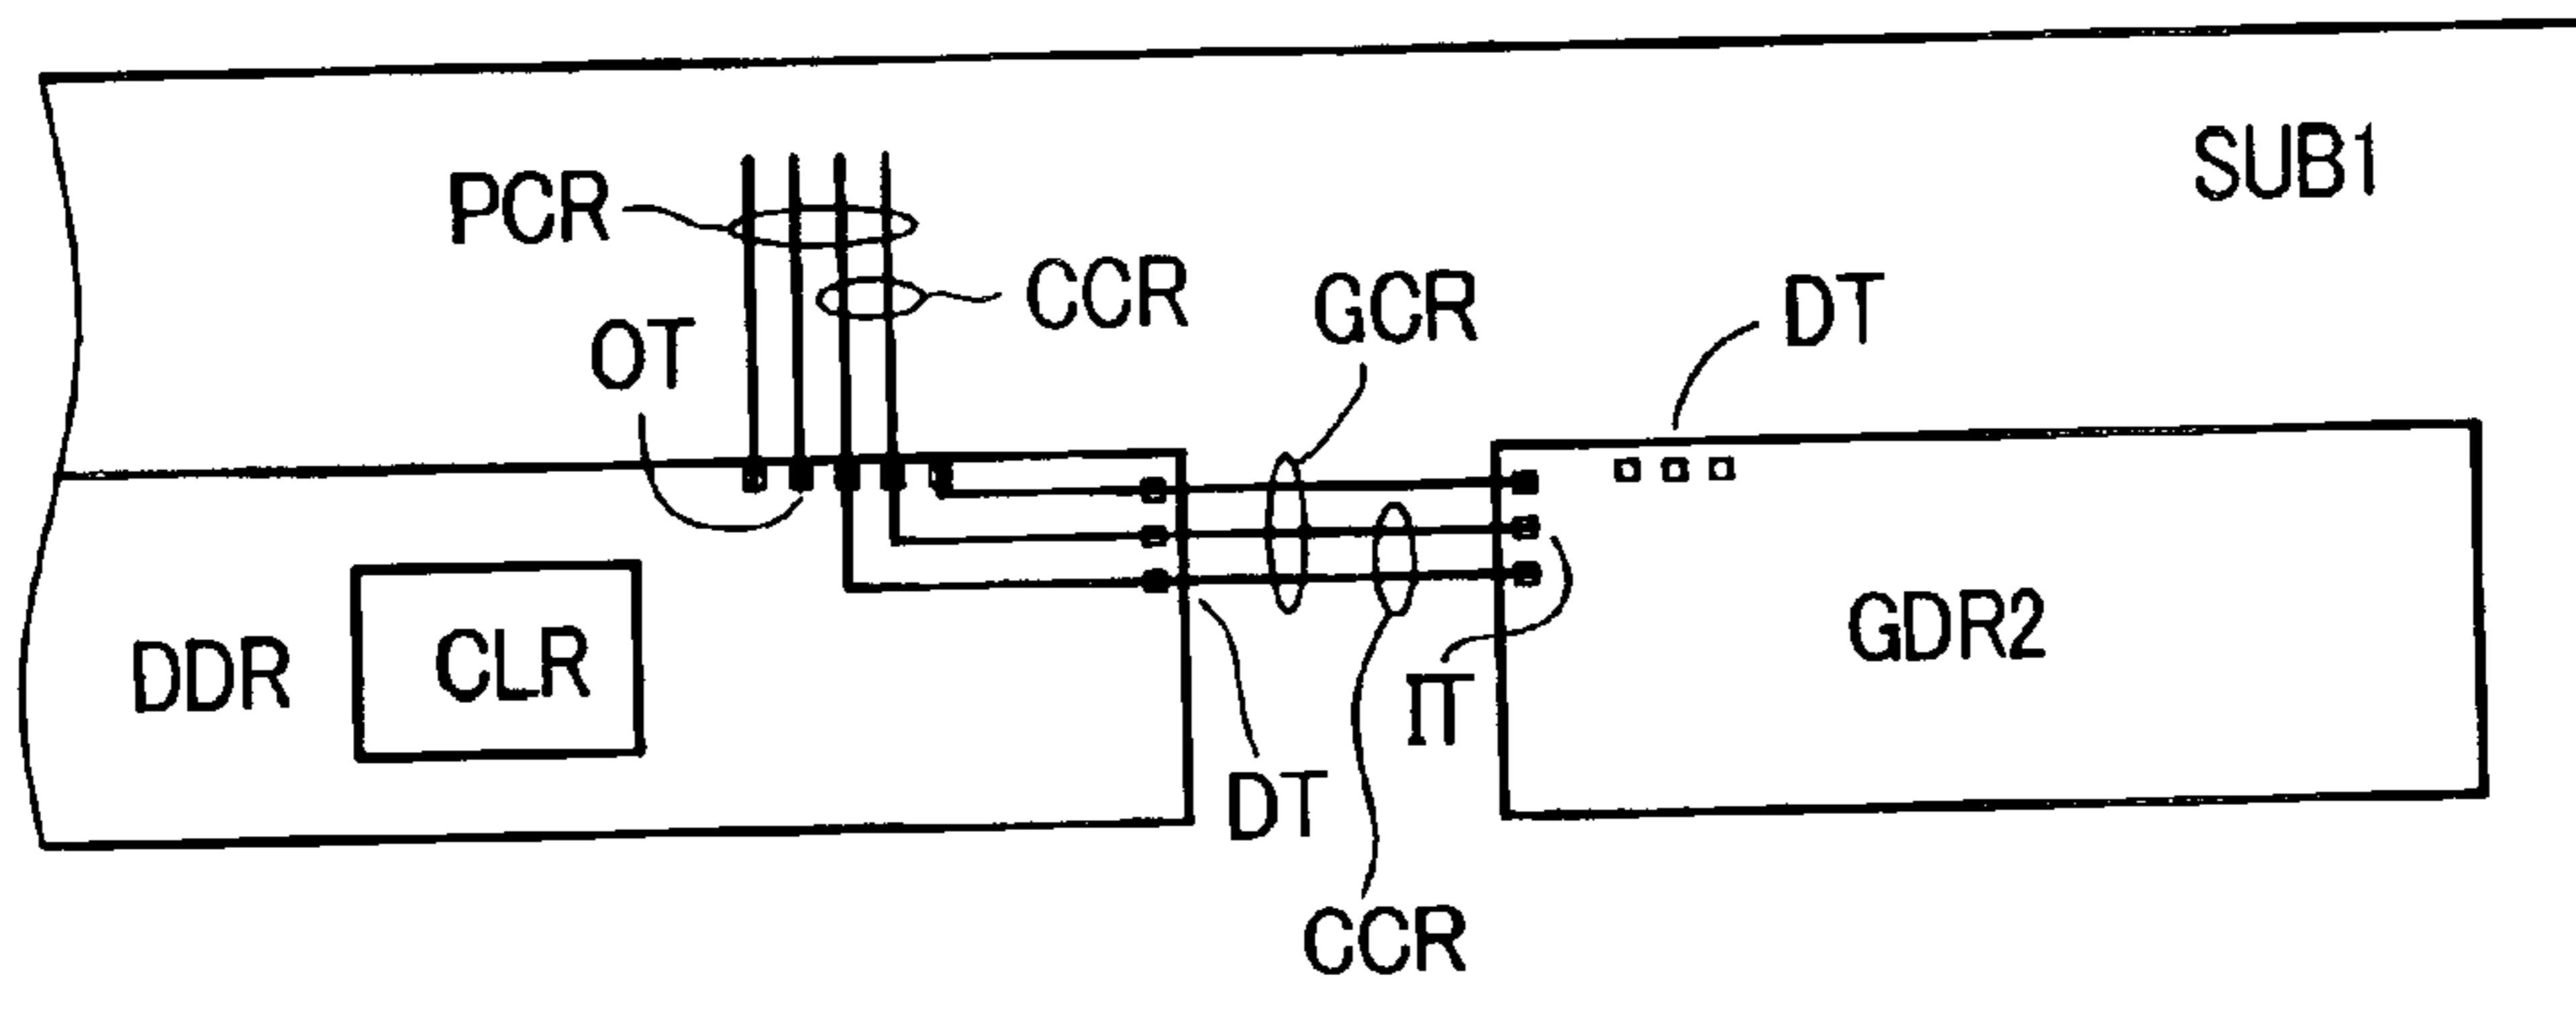 SUB1
PCR
CCR
GCR
DT
OT
DDR
CLR
IT
GDR2
DT
CCR